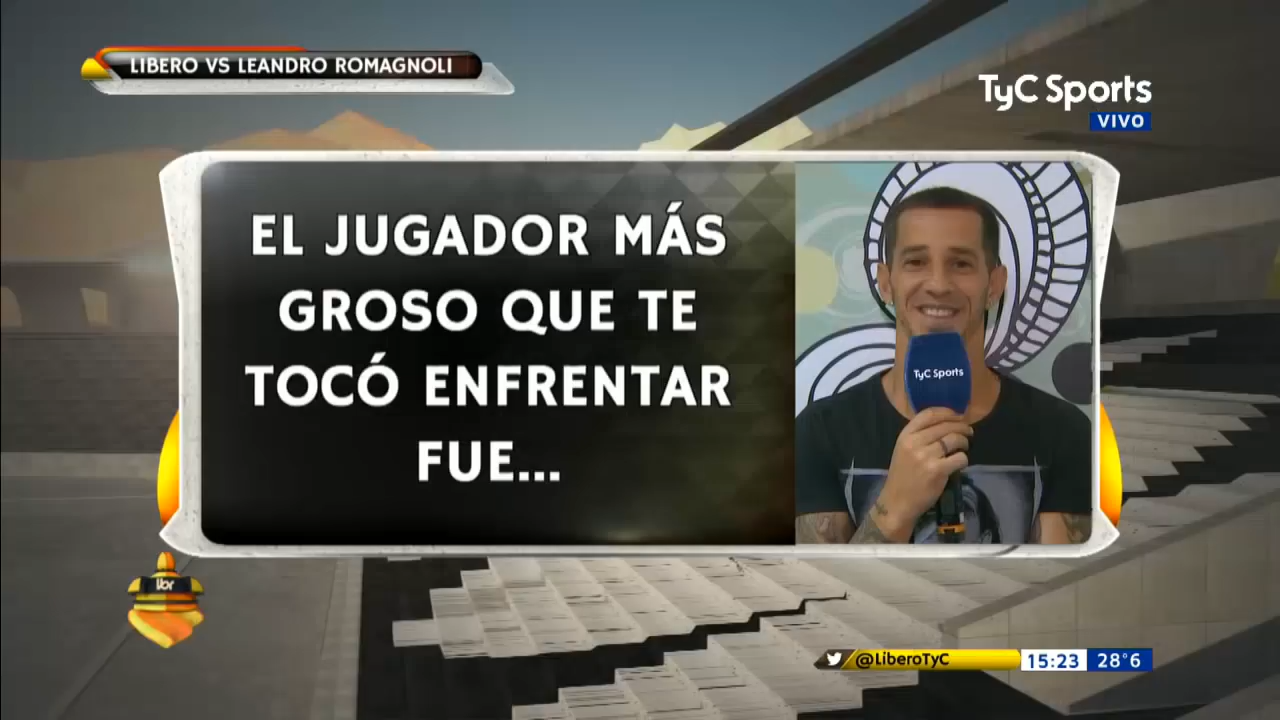 LIBERO VS LEANDRO ROMAGNOLI
TyC Sports
VIVO
EL JUGADOR MÁS
GROSO QUE TE
TOCÓ ENFRENTAR
FUE...
TyC Sports
lbr
@LiberoTyC
15:23 28°6